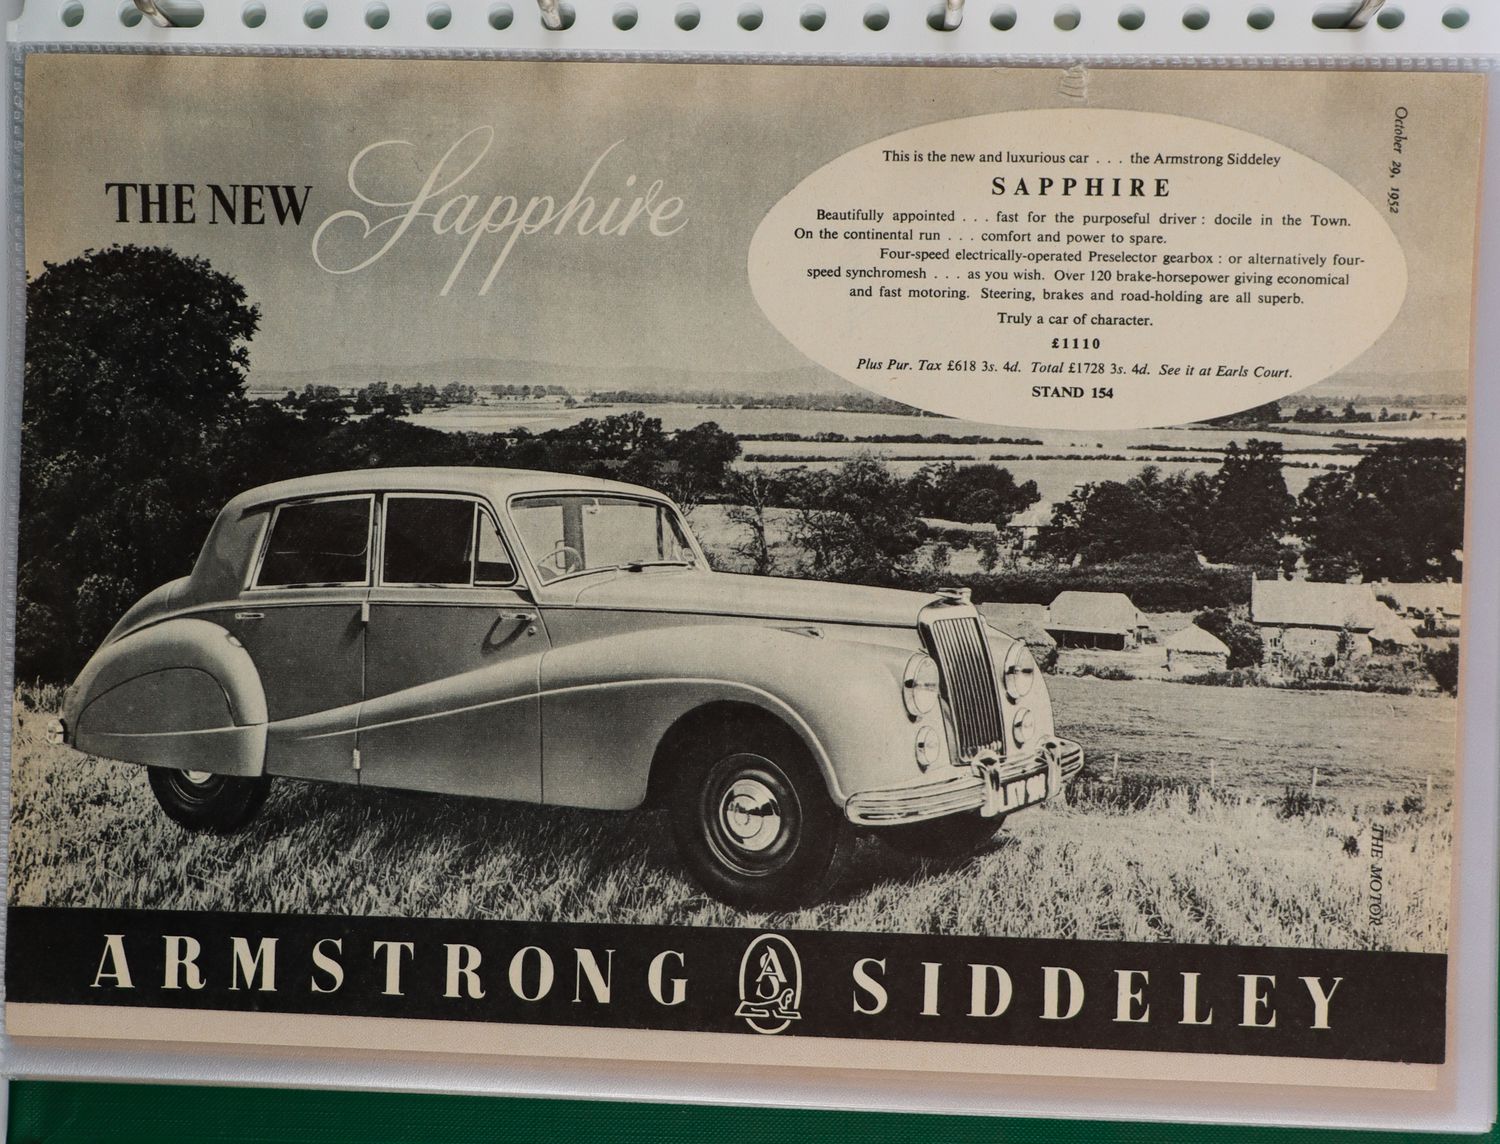 October 29, 1952
THE NEW Sapphire
This is the new and luxurious car . . . the Armstrong Siddeley
SAPPHIRE
Beautifully appointed . . . fast for the purposeful driver : docile in the Town.
On the continental run . . . comfort and power to spare.
Four-speed electrically-operated Preselector gearbox : or alternatively four-
speed synchromesh . . . as you wish. Over 120 brake-horsepower giving economical
and fast motoring. Steering, brakes and road-holding are all superb.
Truly a car of character.
£1110
Plus Pur. Tax £618 3s. 4d. Total £1728 3s. 4d. See it at Earls Court.
STAND 154
THE MOTOR
ARMSTRONG SIDDELEY